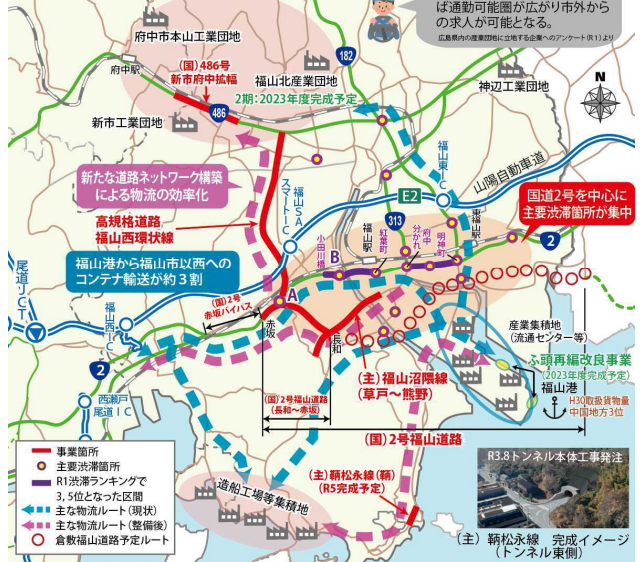 ば通勤可能圏が広がり市外から
の求人が可能となる。
広島県内の産業団地に立地する企業へのアンケート(R1)より
府中市本山工業団地
府中駅
(国)486号
新市府中拡幅
182
福山北産業団地
2期:2023年度完成予定
神辺工業団地
N
486
新市工業団地
福山東IC
山陽自動車道
新たな道路ネットワーク構築
による物流の効率化
E2
福山SA
スマートIC
高規格道路
福山西環状線
313
国道2号を中心に
主要渋滞箇所が集中
福山駅
紅葉町
府中
分かれ
明神町
東福山駅
小田川橋
B
2
福山港から福山市以西への
コンテナ輸送が約3割
尾道JCT
福山西IC
(国)2号
赤坂バイパス
A
赤坂
長和
産業集積地
(流通センター等)
ふ頭再編改良事業
(2023年度完成予定)
福山港
H30取扱貨物量
中国地方3位
2
(主)福山沼隈線
(草戸~熊野)
西瀬戸
尾道IC
(国)2号福山道路
(長和~赤坂)
(国)2号福山道路
事業箇所
主要渋滞箇所
R1渋滞ランキングで
3,5位となった区間
主な物流ルート(現状)
主な物流ルート(整備後)
倉敷福山道路予定ルート
造船工場等集積地
(主)鞆松永線(鞆)
(R5完成予定)
R3.8トンネル本体工事発注
(主)鞆松永線 完成イメージ
(トンネル東側)